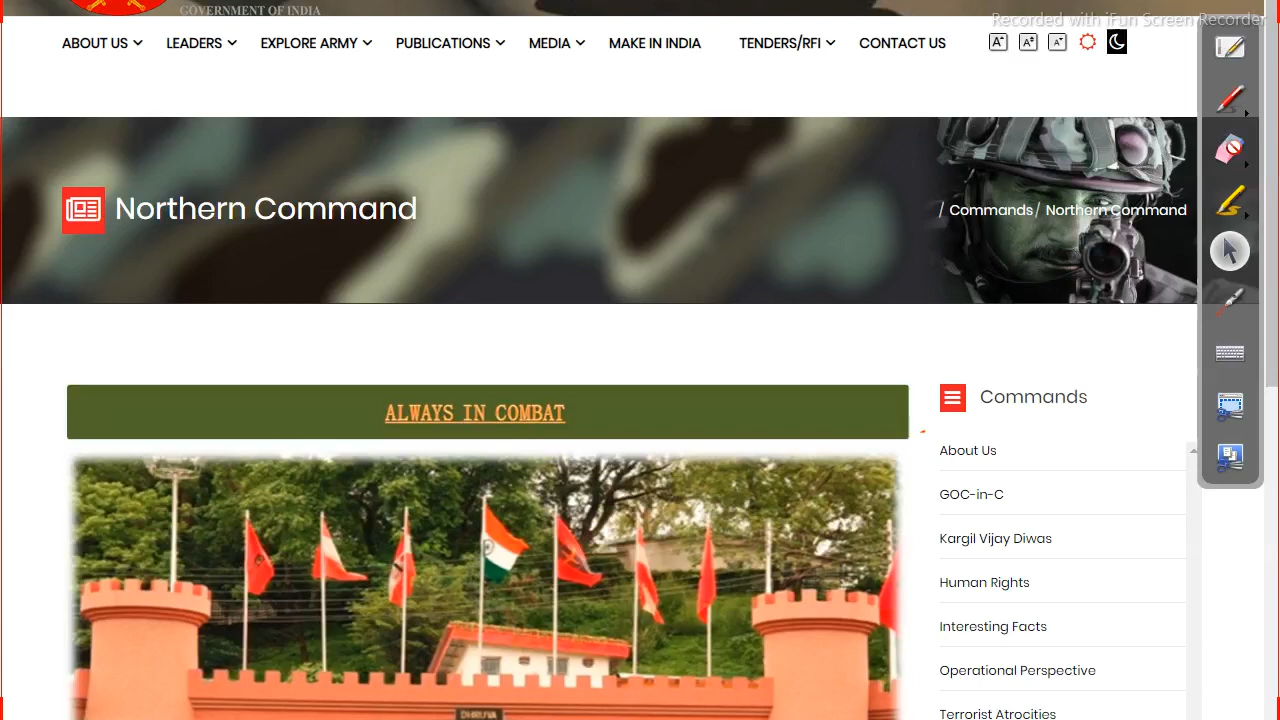 GOVERNMENT OF INDIA
Recorded with iFun Screen Recorder
ABOUT US LEADERS EXPLORE ARMY PUBLICATIONS MEDIA MAKE IN INDIA TENDERS/RFI CONTACT US A A A
Northern Command
/ Commands / Northern Command
ALWAYS IN COMBAT
Commands
About Us
GOC-in-C
Kargil Vijay Diwas
Human Rights
Interesting Facts
Operational Perspective
Terrorist Atrocities
DHRUVA